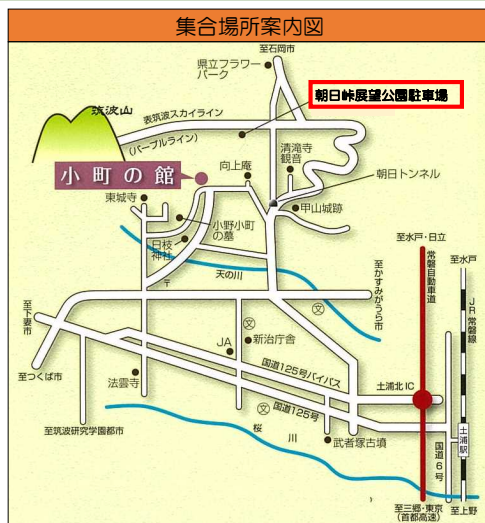 集合場所案内図
至石岡市
県立フラワー
パーク
朝日峠展望公園駐車場
筑波山
表筑波スカイライン
(パープルライン)
清滝寺
観音
向上庵
小町の館
朝日トンネル
東城寺
甲山城跡
小野小町
の墓
日枝
神社
至水戸・日立
至水戸
天の川
常磐自動車道
至かすみがうら市
JR常磐線
至下妻市
〒
文
文
JA
新治庁舎
国道125号バイパス
土浦北IC
至つくば市
法雲寺
国道125号
文
桜川
武者塚古墳
国道6号
土浦駅
至筑波研究学園都市
至三郷・東京
(首都高速)
至上野